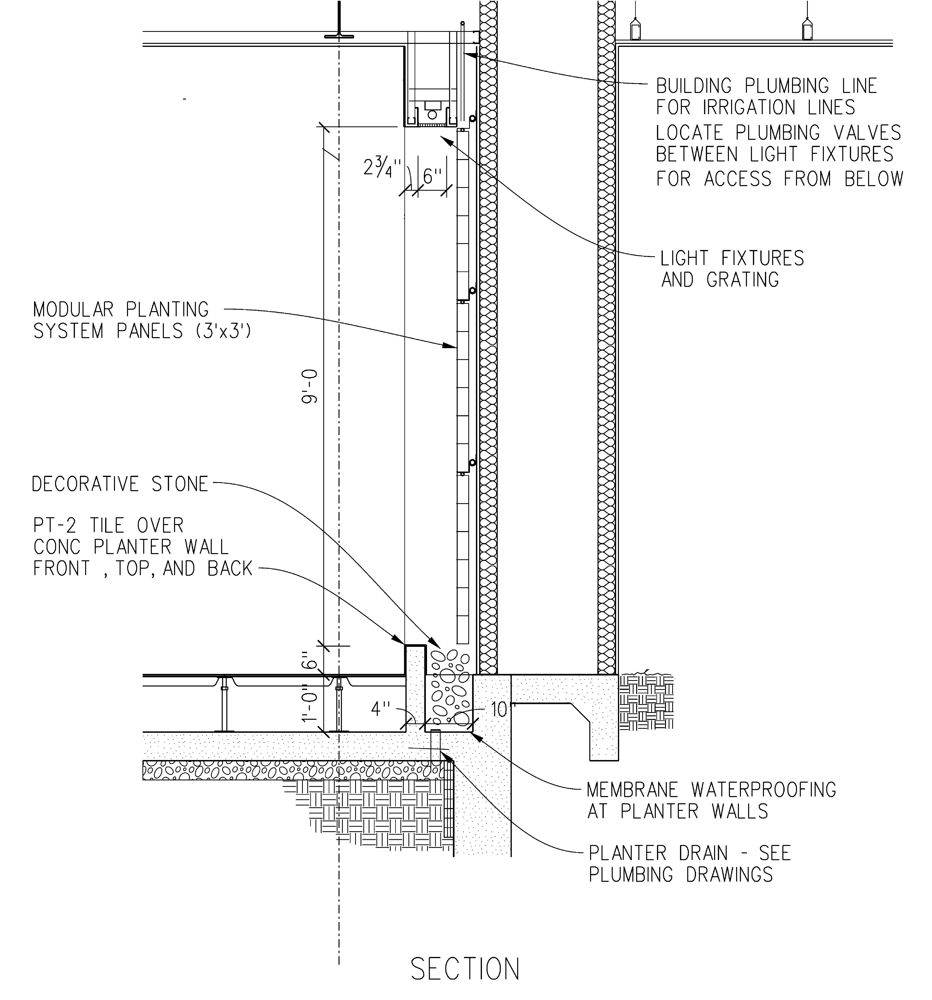 BUILDING PLUMBING LINE
FOR IRRIGATION LINES
LOCATE PLUMBING VALVES
BETWEEN LIGHT FIXTURES
FOR ACCESS FROM BELOW
2 3/4"
6"
LIGHT FIXTURES
AND GRATING
MODULAR PLANTING
SYSTEM PANELS (3'x3')
9'-0
DECORATIVE STONE
PT-2 TILE OVER
CONC PLANTER WALL
FRONT , TOP, AND BACK
6"
1'-0"
4"
10"
MEMBRANE WATERPROOFING
AT PLANTER WALLS
PLANTER DRAIN - SEE
PLUMBING DRAWINGS
SECTION